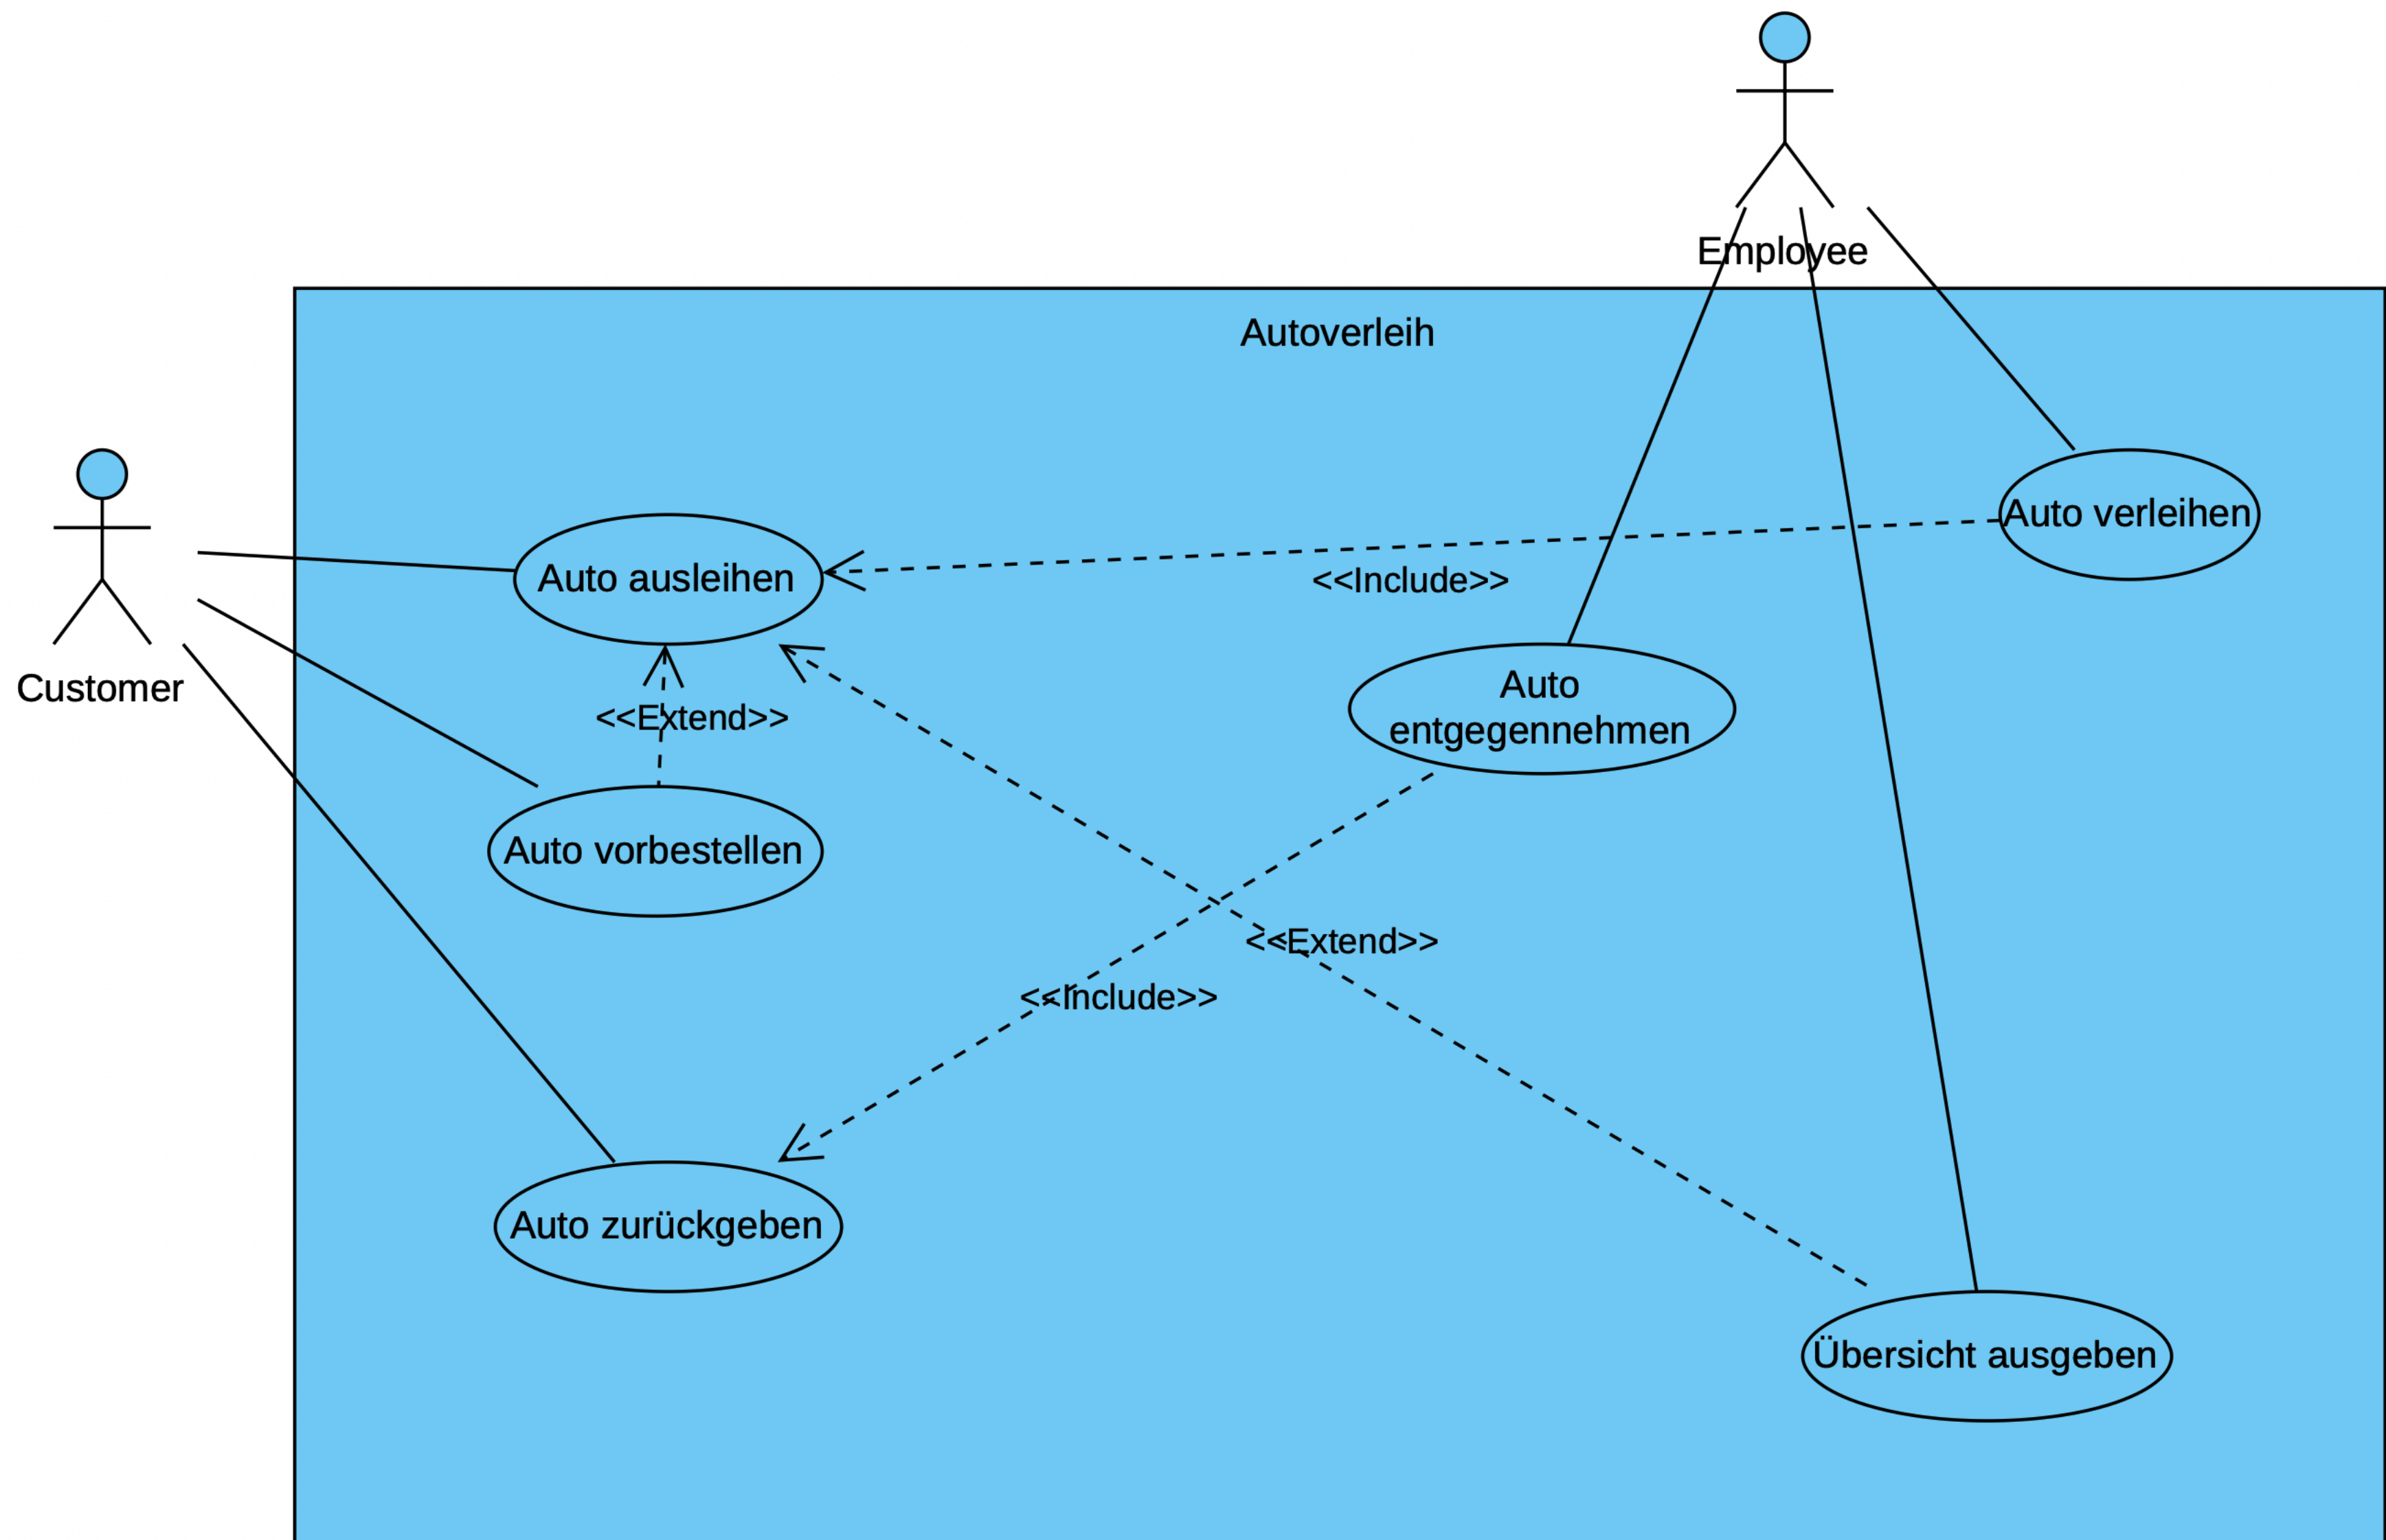 Employee
Autoverleih
Auto verleihen
Auto ausleihen
<<Include>>
Customer
Auto
entgegennehmen
<<Extend>>
Auto vorbestellen
<<Extend>>
<<Include>>
Auto zurückgeben
Übersicht ausgeben